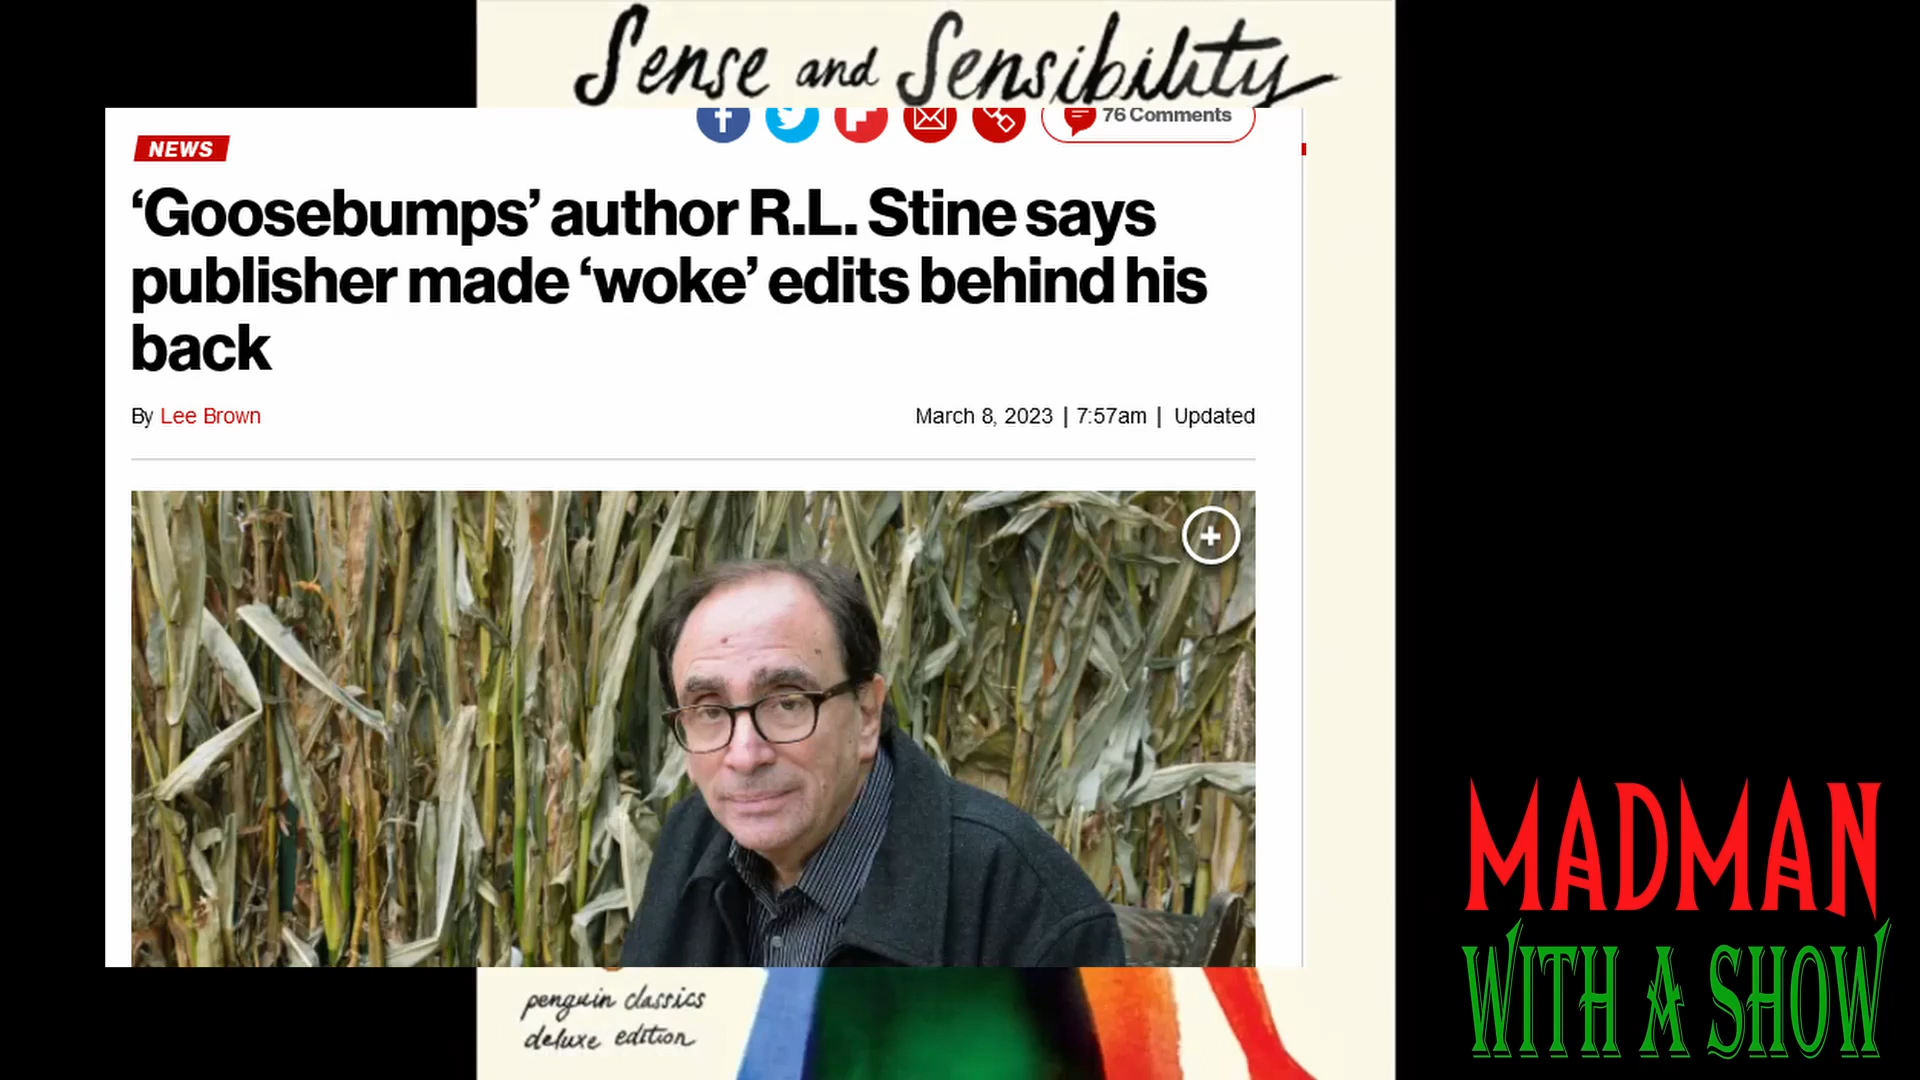 Sense and Sensibility
76 Comments
NEWS
‘Goosebumps’ author R.L. Stine says
publisher made ‘woke’ edits behind his
back
By Lee Brown
March 8, 2023 | 7:57am | Updated
penguin classics
deluxe edition
MADMAN
WITH A SHOW